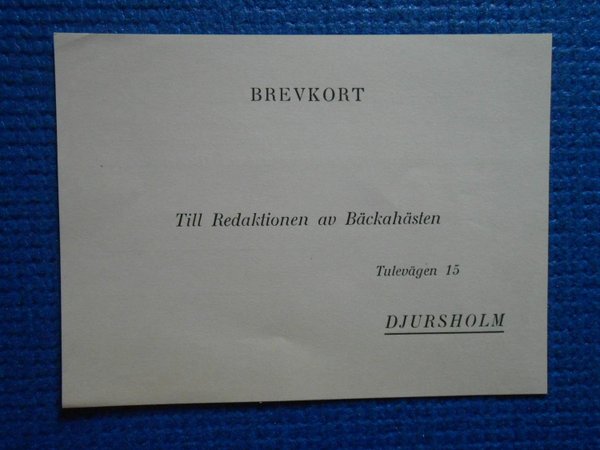 BREVKORT
Till Redaktionen av Bäckahästen
Tulevägen 15
DJURSHOLM